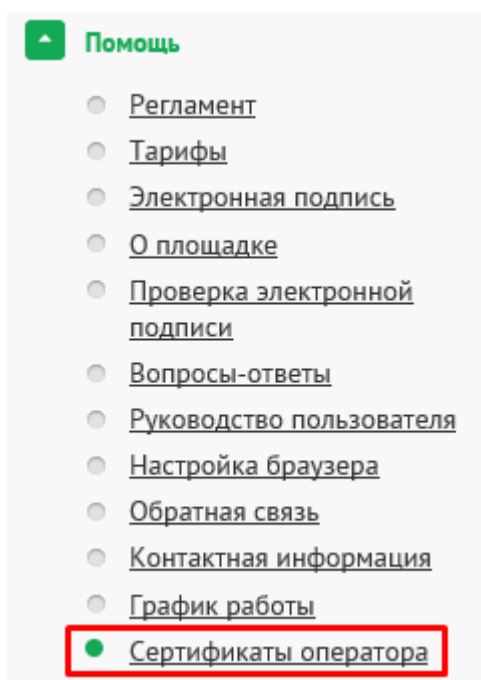 Помощь
Регламент
Тарифы
Электронная подпись
О площадке
Проверка электронной
подписи
Вопросы-ответы
Руководство пользователя
Настройка браузера
Обратная связь
Контактная информация
График работы
Сертификаты оператора